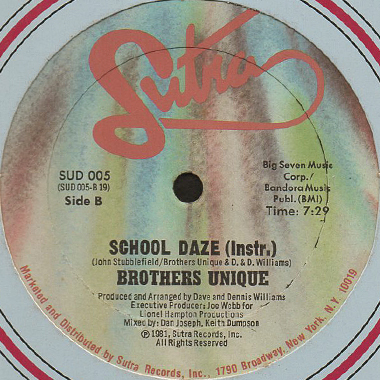 Sutra
SUD 005
(SUD 005-B 19)
Side B
Big Seven Music
Corp./
Bandora Music
Publ. (BMI)
Time: 7:29
SCHOOL DAZE (Instr.)
(John Stubblefield/Brothers Unique & D. & D. Williams)
BROTHERS UNIQUE
Produced and Arranged by Dave and Dennis Williams
Executive Producer: Joe Webb for
Lionel Hampton Productions
Mixed by: Dan Joseph, Keith Dumpson
℗©1981, Sutra Records, Inc.
All Rights Reserved
Marketed and Distributed by Sutra Records, Inc., 1790 Broadway, New York, N.Y. 10019